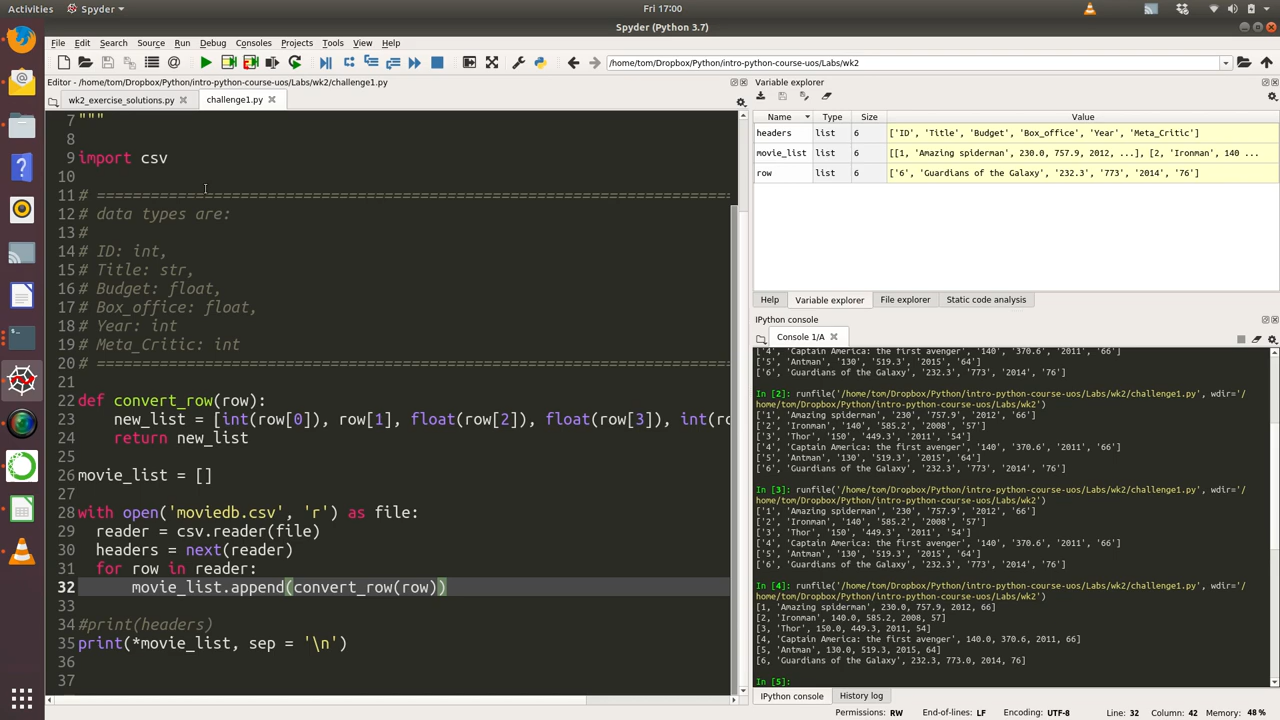 Activities
Spyder
Fri 17:00
Spyder (Python 3.7)
File Edit Search Source Run Debug Consoles Projects Tools View Help
/home/tom/Dropbox/Python/intro-python-course-uos/Labs/wk2
Editor - /home/tom/Dropbox/Python/intro-python-course-uos/Labs/wk2/challenge1.py
wk2_exercise_solutions.py
challenge1.py
7 """
8
9 import csv
10
11 # ===========================================================================
12 # data types are:
13 #
14 # ID: int,
15 # Title: str,
16 # Budget: float,
17 # Box_office: float,
18 # Year: int
19 # Meta_Critic: int
20 # ===========================================================================
21
22 def convert_row(row):
23     new_list = [int(row[0]), row[1], float(row[2]), float(row[3]), int(ro
24     return new_list
25
26 movie_list = []
27
28 with open('moviedb.csv', 'r') as file:
29   reader = csv.reader(file)
30   headers = next(reader)
31   for row in reader:
32       movie_list.append(convert_row(row))
33
34 #print(headers)
35 print(*movie_list, sep = '\n')
36
37
Variable explorer
Name Type Size Value
headers list 6 ['ID', 'Title', 'Budget', 'Box_office', 'Year', 'Meta_Critic']
movie_list list 6 [[1, 'Amazing spiderman', 230.0, 757.9, 2012, ...], [2, 'Ironman', 140 ...
row list 6 ['6', 'Guardians of the Galaxy', '232.3', '773', '2014', '76']
Help Variable explorer File explorer Static code analysis
IPython console
Console 1/A
['4', 'Captain America: the first avenger', '140', '370.6', '2011', '66']
['5', 'Antman', '130', '519.3', '2015', '64']
['6', 'Guardians of the Galaxy', '232.3', '773', '2014', '76']
In [2]: runfile('/home/tom/Dropbox/Python/intro-python-course-uos/Labs/wk2/challenge1.py', wdir='/
home/tom/Dropbox/Python/intro-python-course-uos/Labs/wk2')
['1', 'Amazing spiderman', '230', '757.9', '2012', '66']
['2', 'Ironman', '140', '585.2', '2008', '57']
['3', 'Thor', '150', '449.3', '2011', '54']
['4', 'Captain America: the first avenger', '140', '370.6', '2011', '66']
['5', 'Antman', '130', '519.3', '2015', '64']
['6', 'Guardians of the Galaxy', '232.3', '773', '2014', '76']
In [3]: runfile('/home/tom/Dropbox/Python/intro-python-course-uos/Labs/wk2/challenge1.py', wdir='/
home/tom/Dropbox/Python/intro-python-course-uos/Labs/wk2')
['1', 'Amazing spiderman', '230', '757.9', '2012', '66']
['2', 'Ironman', '140', '585.2', '2008', '57']
['3', 'Thor', '150', '449.3', '2011', '54']
['4', 'Captain America: the first avenger', '140', '370.6', '2011', '66']
['5', 'Antman', '130', '519.3', '2015', '64']
['6', 'Guardians of the Galaxy', '232.3', '773', '2014', '76']
In [4]: runfile('/home/tom/Dropbox/Python/intro-python-course-uos/Labs/wk2/challenge1.py', wdir='/
home/tom/Dropbox/Python/intro-python-course-uos/Labs/wk2')
[1, 'Amazing spiderman', 230.0, 757.9, 2012, 66]
[2, 'Ironman', 140.0, 585.2, 2008, 57]
[3, 'Thor', 150.0, 449.3, 2011, 54]
[4, 'Captain America: the first avenger', 140.0, 370.6, 2011, 66]
[5, 'Antman', 130.0, 519.3, 2015, 64]
[6, 'Guardians of the Galaxy', 232.3, 773.0, 2014, 76]
In [5]:
IPython console History log
Permissions: RW End-of-lines: LF Encoding: UTF-8 Line: 32 Column: 42 Memory: 48 %